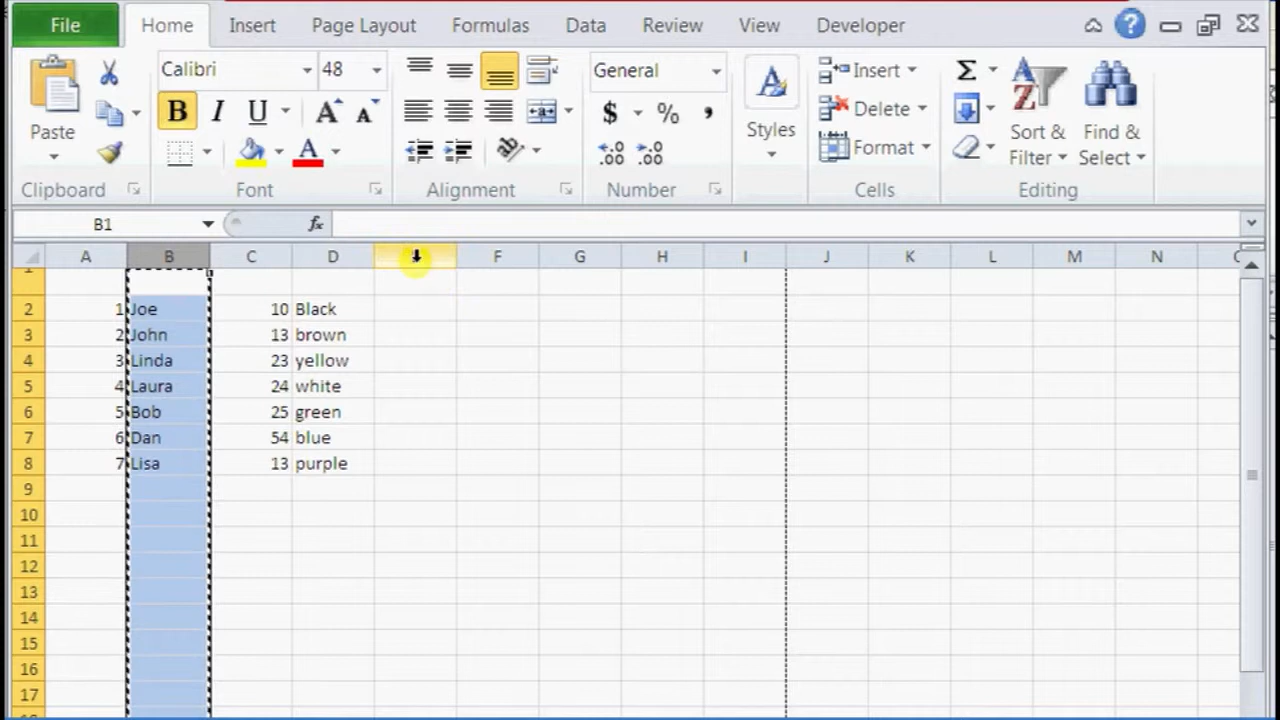 File Home Insert Page Layout Formulas Data Review View Developer
Calibri 48 General Insert
Paste B I U A A $ % , Styles Delete Sort & Filter Find & Select
Format
Clipboard Font Alignment Number Cells Editing
B1 fx
A B C D F G H I J K L M N
1
2 1 Joe 10 Black
3 2 John 13 brown
4 3 Linda 23 yellow
5 4 Laura 24 white
6 5 Bob 25 green
7 6 Dan 54 blue
8 7 Lisa 13 purple
9
10
11
12
13
14
15
16
17